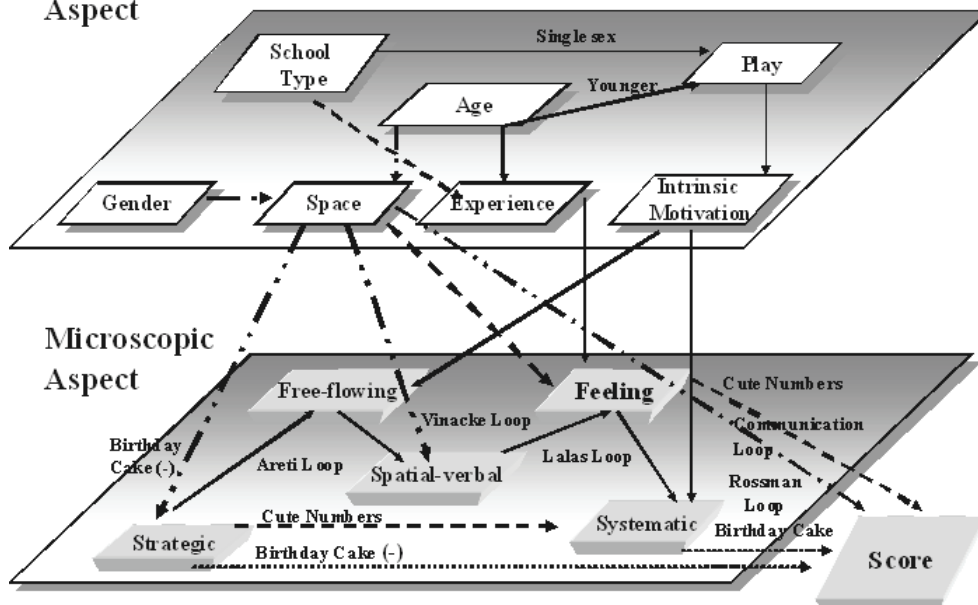 Aspect
School
Type
Single sex
Play
Age
Younger
Gender
Space
Experience
Intrinsic
Motivation
Microscopic
Aspect
Free-flowing
Feeling
Cute Numbers
Vinacke Loop
Communication
Loop
Birthday
Cake (-)
Areti Loop
Spatial-verbal
Lalas Loop
Rossman
Loop
Strategic
Cute Numbers
Systematic
Birthday Cake
Birthday Cake (-)
Score